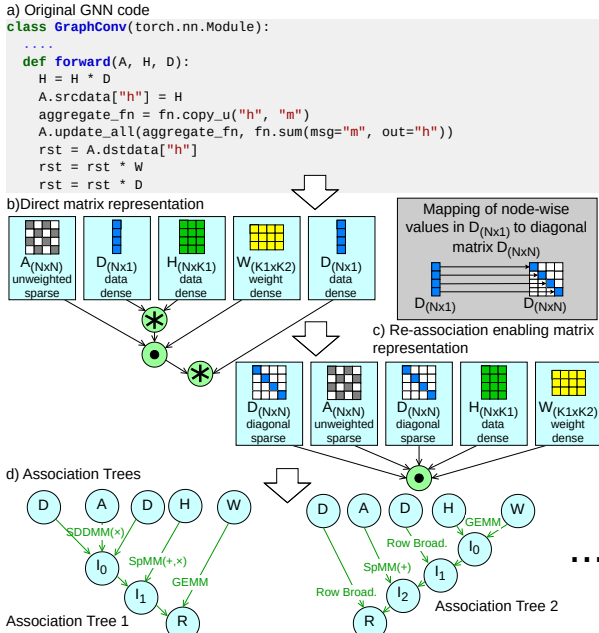 a) Original GNN code
class GraphConv(torch.nn.Module):
....
def forward(A, H, D):
H = H * D
A.srcdata["h"] = H
aggregate_fn = fn.copy_u("h", "m")
A.update_all(aggregate_fn, fn.sum(msg="m", out="h"))
rst = A.dstdata["h"]
rst = rst * W
rst = rst * D
b)Direct matrix representation
A(NxN) unweighted sparse
D(Nx1) data dense
H(NxK1) data dense
W(K1xK2) weight dense
D(Nx1) data dense
Mapping of node-wise
values in D(Nx1) to diagonal
matrix D(NxN)
D(Nx1) D(NxN)
c) Re-association enabling matrix
representation
D(NxN) diagonal sparse
A(NxN) unweighted sparse
D(NxN) diagonal sparse
H(NxK1) data dense
W(K1xK2) weight dense
d) Association Trees
D A D H W
SDDMM(×)
I0
SpMM(+,×)
I1
GEMM
R
Association Tree 1
D A D H W
GEMM
I0
Row Broad.
I1
SpMM(+)
I2
Row Broad.
R
Association Tree 2
...